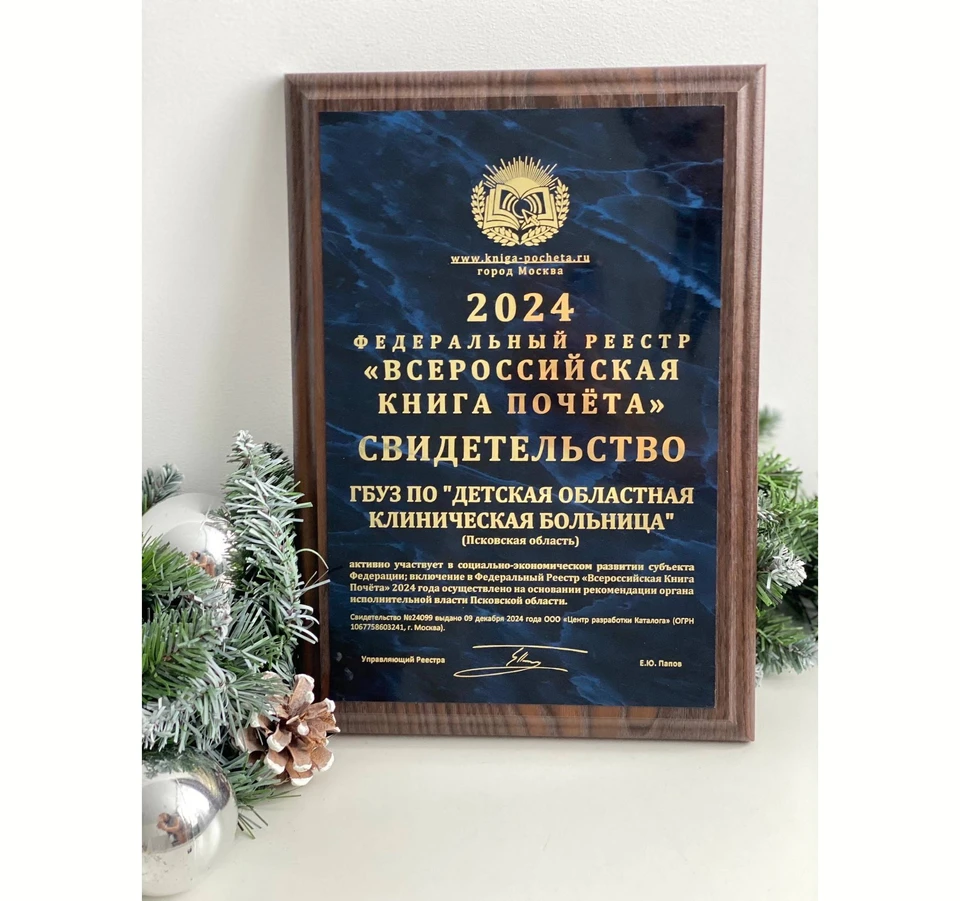 www.kniga-pocheta.ru
город Москва
2024
ФЕДЕРАЛЬНЫЙ РЕЕСТР
«ВСЕРОССИЙСКАЯ
КНИГА ПОЧЁТА»
СВИДЕТЕЛЬСТВО
ГБУЗ ПО "ДЕТСКАЯ ОБЛАСТНАЯ
КЛИНИЧЕСКАЯ БОЛЬНИЦА"
(Псковская область)
активно участвует в социально-экономическом развитии субъекта
Федерации; включение в Федеральный Реестр «Всероссийская Книга
Почёта» 2024 года осуществлено на основании рекомендации органа
исполнительной власти Псковской области.
Свидетельство №24099 выдано 09 декабря 2024 года ООО «Центр разработки Каталога» (ОГРН
1067758603241, г. Москва).
Управляющий Реестра
Е.Ю. Папов